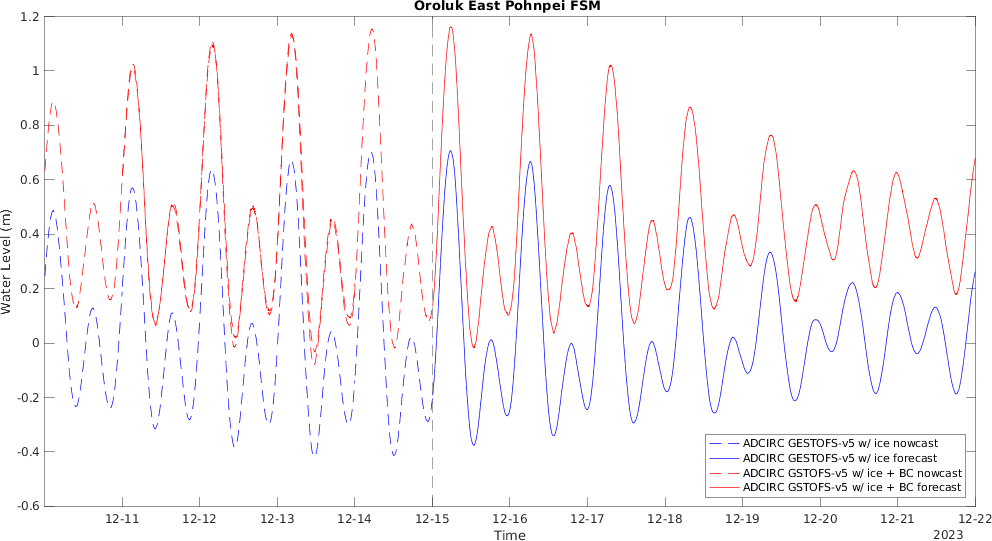 Oroluk East Pohnpei FSM
1.2
1
0.8
0.6
0.4
0.2
0
-0.2
-0.4
-0.6
Water Level (m)
ADCIRC GESTOFS-v5 w/ ice nowcast
ADCIRC GESTOFS-v5 w/ ice forecast
ADCIRC GSTOFS-v5 w/ ice + BC nowcast
ADCIRC GSTOFS-v5 w/ ice + BC forecast
12-11 12-12 12-13 12-14 12-15 12-16 12-17 12-18 12-19 12-20 12-21 12-22
Time
2023